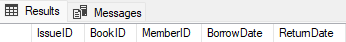 Results Messages
IssueID BookID MemberID BorrowDate ReturnDate